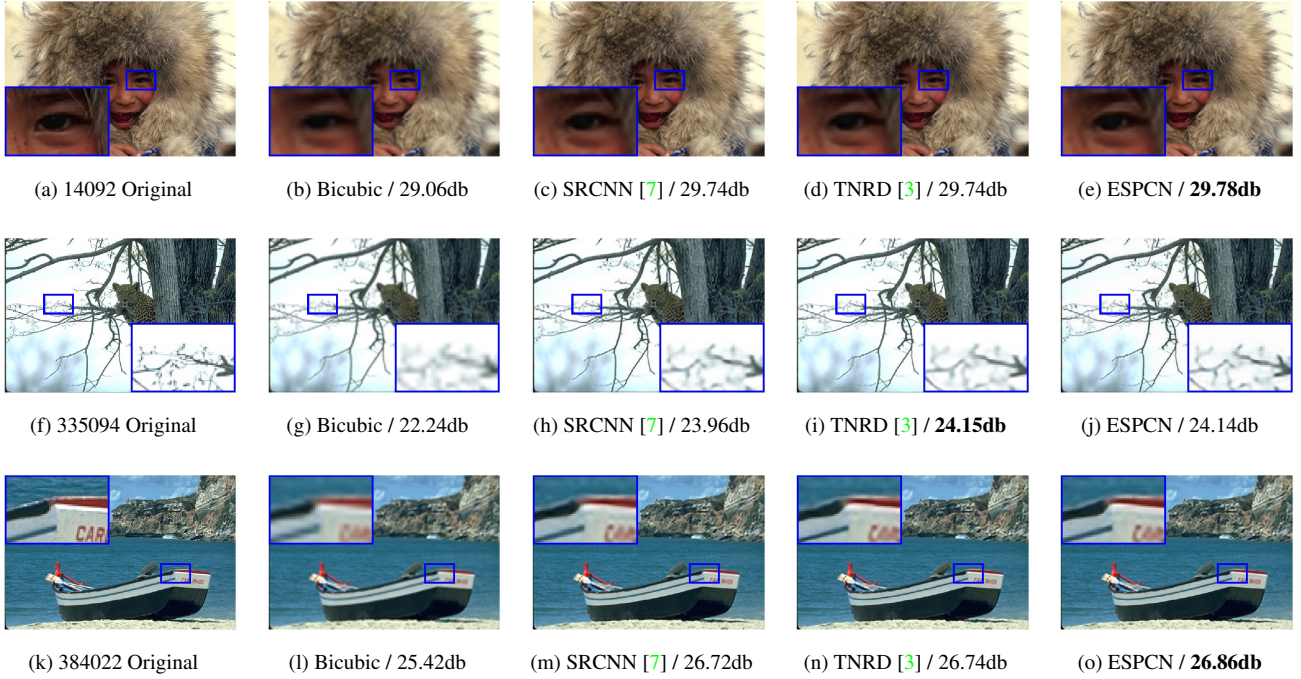 (a) 14092 Original
(b) Bicubic / 29.06db
(c) SRCNN [7] / 29.74db
(d) TNRD [3] / 29.74db
(e) ESPCN / 29.78db
(f) 335094 Original
(g) Bicubic / 22.24db
(h) SRCNN [7] / 23.96db
(i) TNRD [3] / 24.15db
(j) ESPCN / 24.14db
CAR
(k) 384022 Original
(l) Bicubic / 25.42db
(m) SRCNN [7] / 26.72db
(n) TNRD [3] / 26.74db
(o) ESPCN / 26.86db